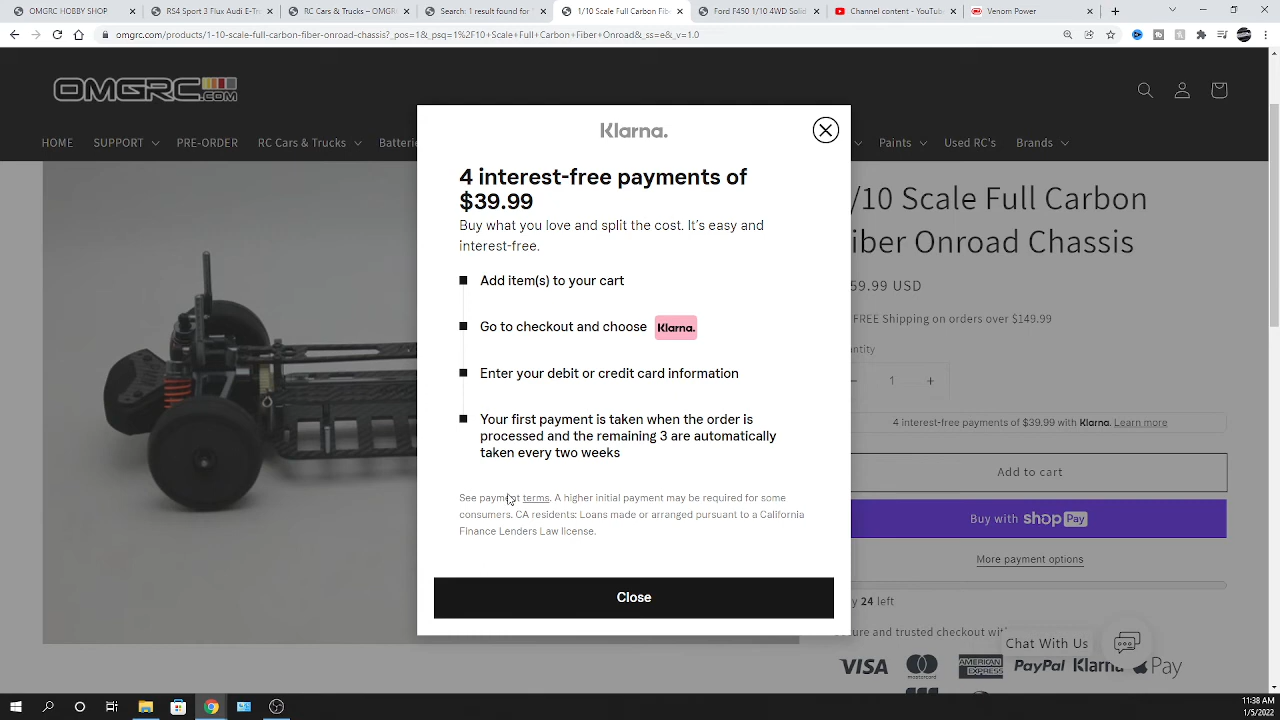 OMGRC HOBBY SHOP
RS4 Sport 3 Flux Audi E-Tr
RC Cars & Trucks – OMGR
Search: 1 result found for "
1/10 Scale Full Carbon Fib
Ford F450 1/10 4WD Solid
Channel content - YouTub
Venom Power
omgrc.com/products/1-10-scale-full-carbon-fiber-onroad-chassis?_pos=1&_psq=1%2F10+Scale+Full+Carbon+Fiber+Onroad&_ss=e&_v=1.0
OMGRC.COM
HOME SUPPORT PRE-ORDER RC Cars & Trucks Batteri Paints Used RC's Brands
Klarna.
4 interest-free payments of
$39.99
Buy what you love and split the cost. It's easy and
interest-free.
Add item(s) to your cart
Go to checkout and choose Klarna.
Enter your debit or credit card information
Your first payment is taken when the order is
processed and the remaining 3 are automatically
taken every two weeks
See payment terms. A higher initial payment may be required for some
consumers. CA residents: Loans made or arranged pursuant to a California
Finance Lenders Law license.
Close
/10 Scale Full Carbon
iber Onroad Chassis
59.99 USD
FREE Shipping on orders over $149.99
antity
1
4 interest-free payments of $39.99 with Klarna. Learn more
Add to cart
Buy with shop Pay
More payment options
y 24 left
cure and trusted checkout wit
Chat With Us
VISA mastercard AMERICAN EXPRESS PayPal Klarna Pay
11:38 AM
1/5/2022